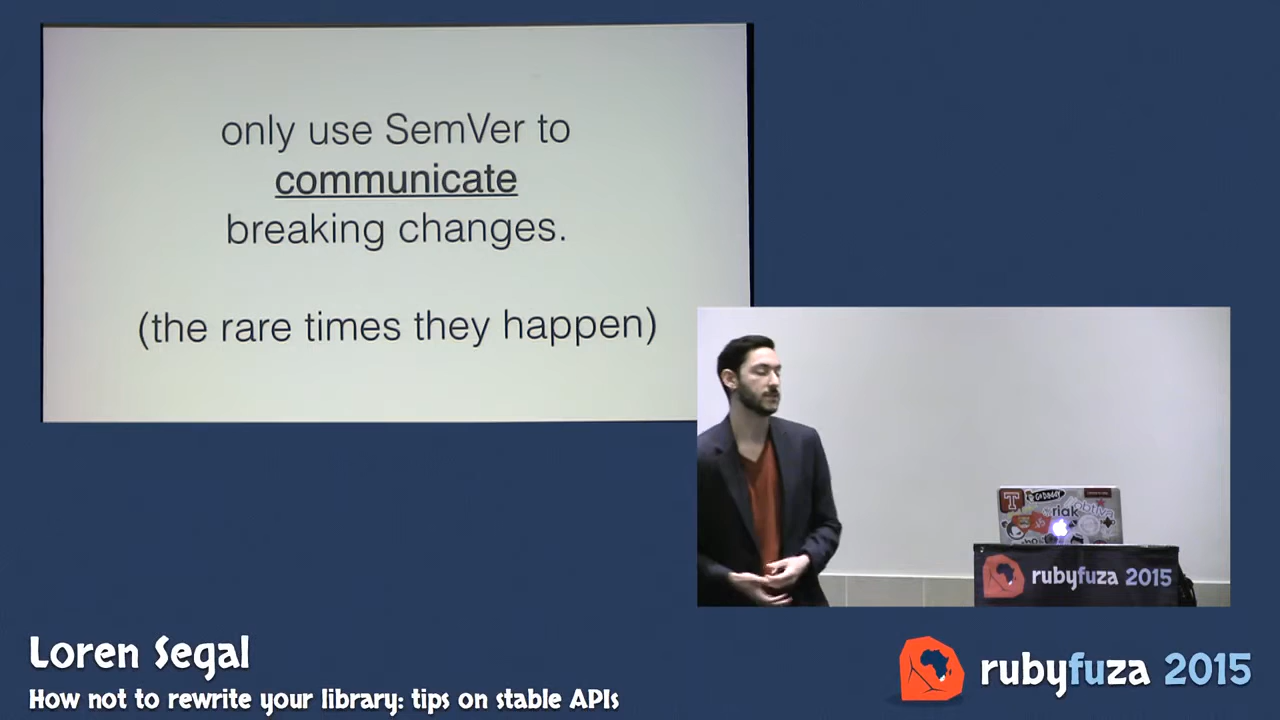 only use SemVer to
communicate
breaking changes.
(the rare times they happen)
T
riak
rubyfuza 2015
Loren Segal
How not to rewrite your library: tips on stable APIs
rubyfuza 2015